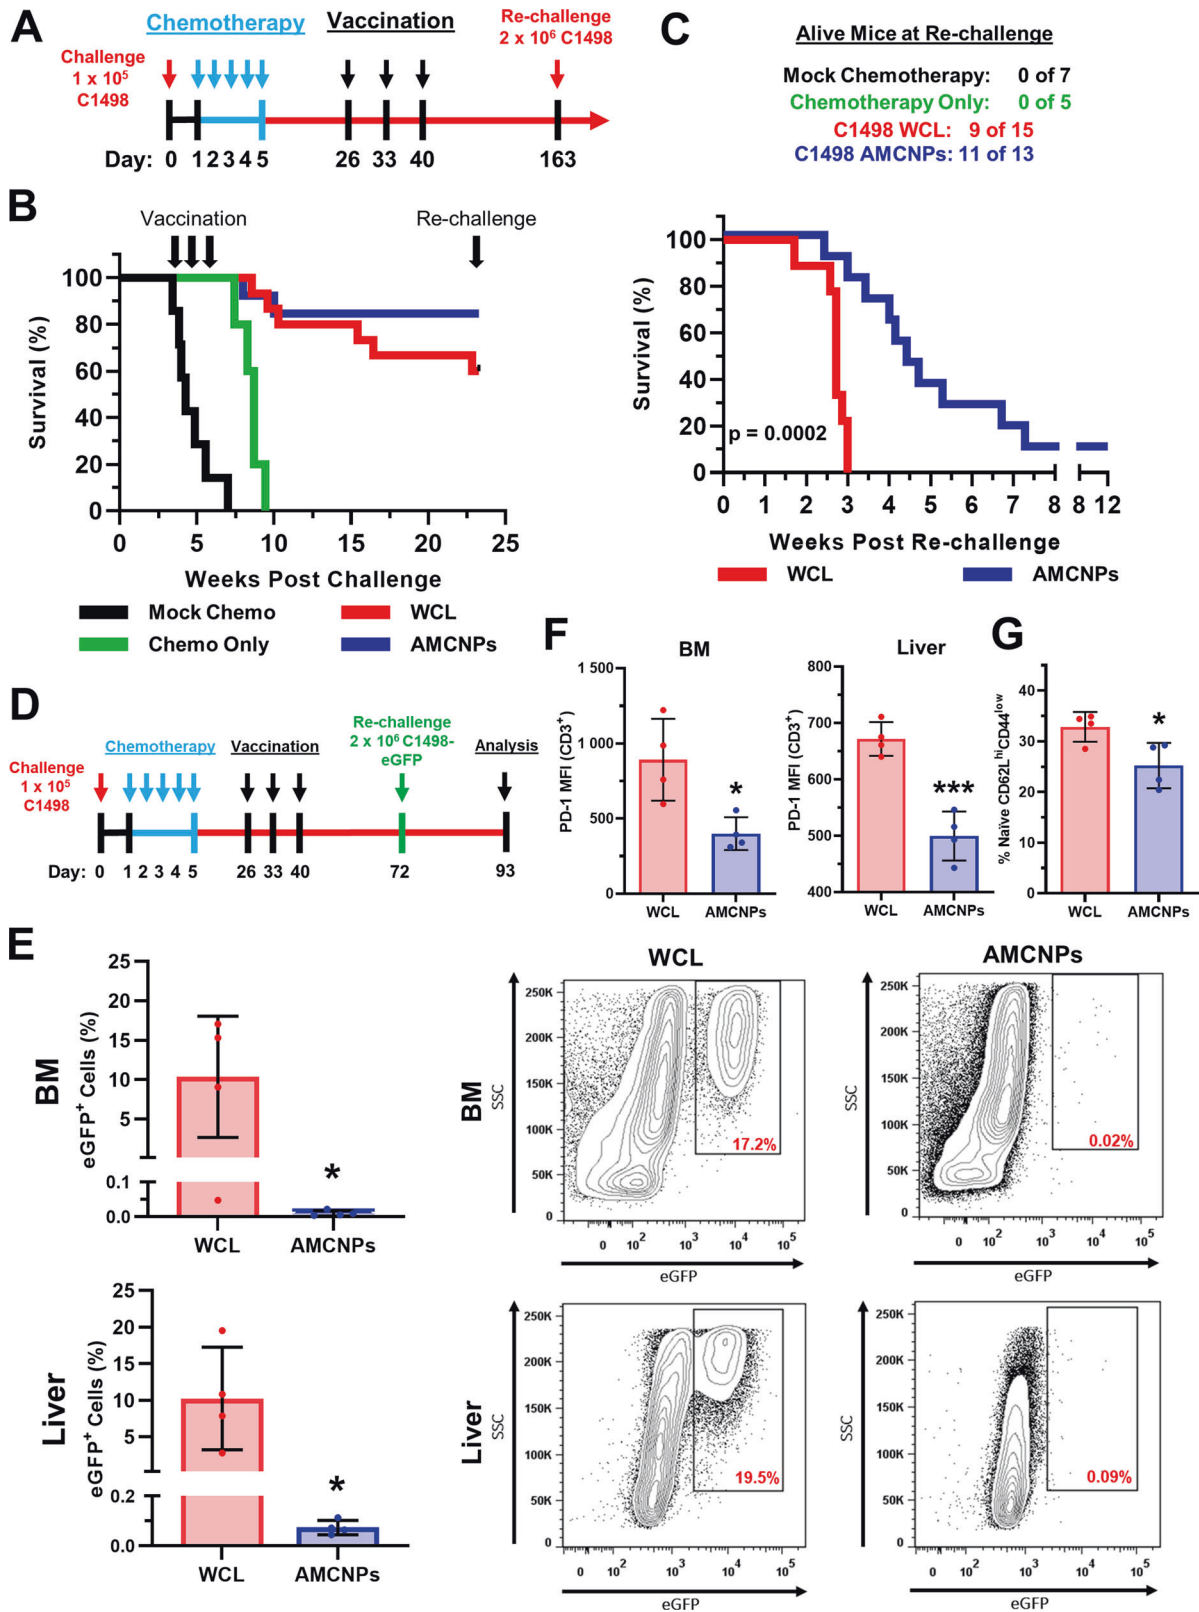 A
Chemotherapy
Vaccination
Re-challenge
2 x 10⁶ C1498
Challenge
1 x 10⁵
C1498
Day: 0 1 2 3 4 5 26 33 40 163
C
Alive Mice at Re-challenge
Mock Chemotherapy: 0 of 7
Chemotherapy Only: 0 of 5
C1498 WCL: 9 of 15
C1498 AMCNPs: 11 of 13
B
Vaccination
Re-challenge
Survival (%)
100
80
60
40
20
0
0 5 10 15 20 25
Weeks Post Challenge
Mock Chemo
WCL
Chemo Only
AMCNPs
Survival (%)
100
80
60
40
20
0
p = 0.0002
0 1 2 3 4 5 6 7 8 8 12
Weeks Post Re-challenge
WCL
AMCNPs
D
Chemotherapy
Vaccination
Re-challenge
2 x 10⁶ C1498-
eGFP
Analysis
Challenge
1 x 10⁵
C1498
Day: 0 1 2 3 4 5 26 33 40 72 93
F
BM
PD-1 MFI (CD3⁺)
1 500
1 000
500
0
*
WCL AMCNPs
Liver
PD-1 MFI (CD3⁺)
800
700
600
500
400
***
WCL AMCNPs
G
% Naïve CD62LʰⁱCD44ˡᵒʷ
40
30
20
10
0
*
WCL AMCNPs
E
BM
eGFP⁺ Cells (%)
25
20
15
10
5
0.1
0.0
*
WCL AMCNPs
Liver
eGFP⁺ Cells (%)
25
20
15
10
5
0.2
0.0
*
WCL AMCNPs
WCL
AMCNPs
BM
SSC
250K
200K
150K
100K
50K
0
17.2%
0 10² 10³ 10⁴ 10⁵
eGFP
SSC
250K
200K
150K
100K
50K
0
0.02%
0 10² 10³ 10⁴ 10⁵
eGFP
Liver
SSC
250K
200K
150K
100K
50K
0
19.5%
0 10² 10³ 10⁴ 10⁵
eGFP
SSC
250K
200K
150K
100K
50K
0
0.09%
0 10² 10³ 10⁴ 10⁵
eGFP